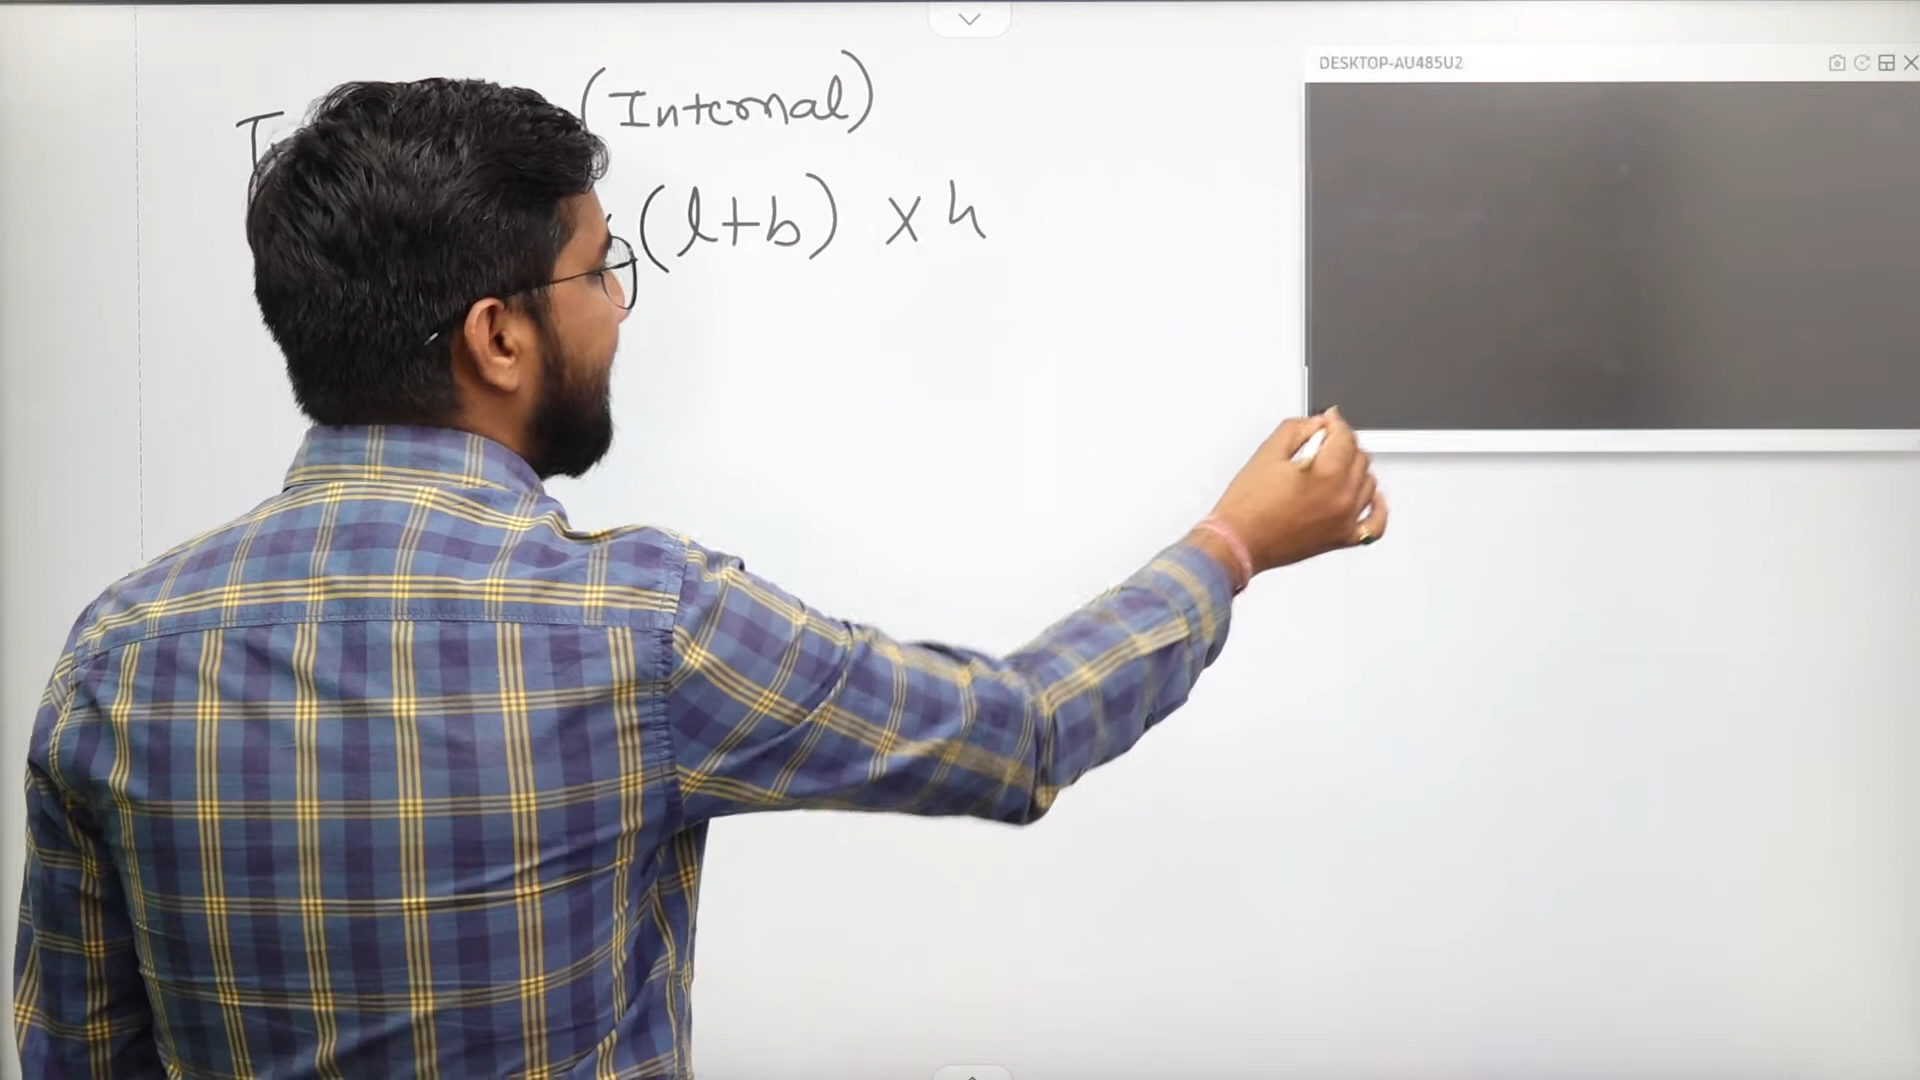 (Internal)
(l+b) × h
DESKTOP-AU485U2